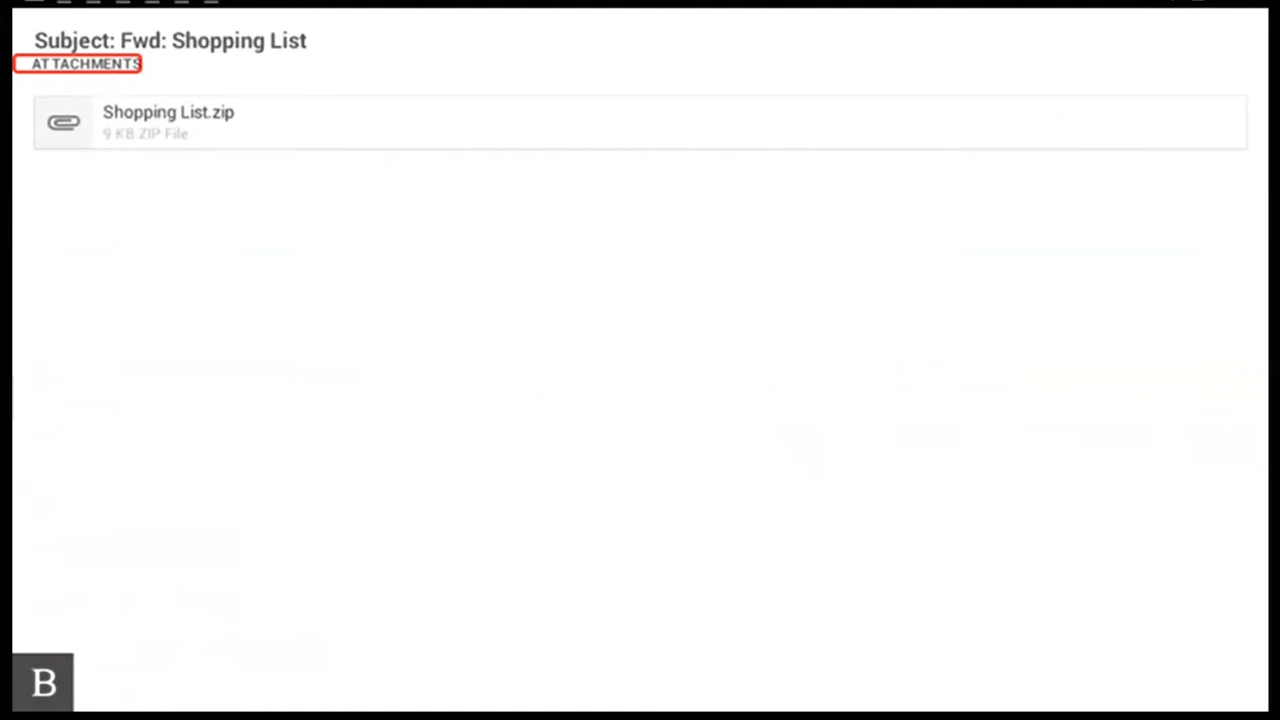 Subject: Fwd: Shopping List
ATTACHMENTS
Shopping List.zip
9 KB ZIP File
B